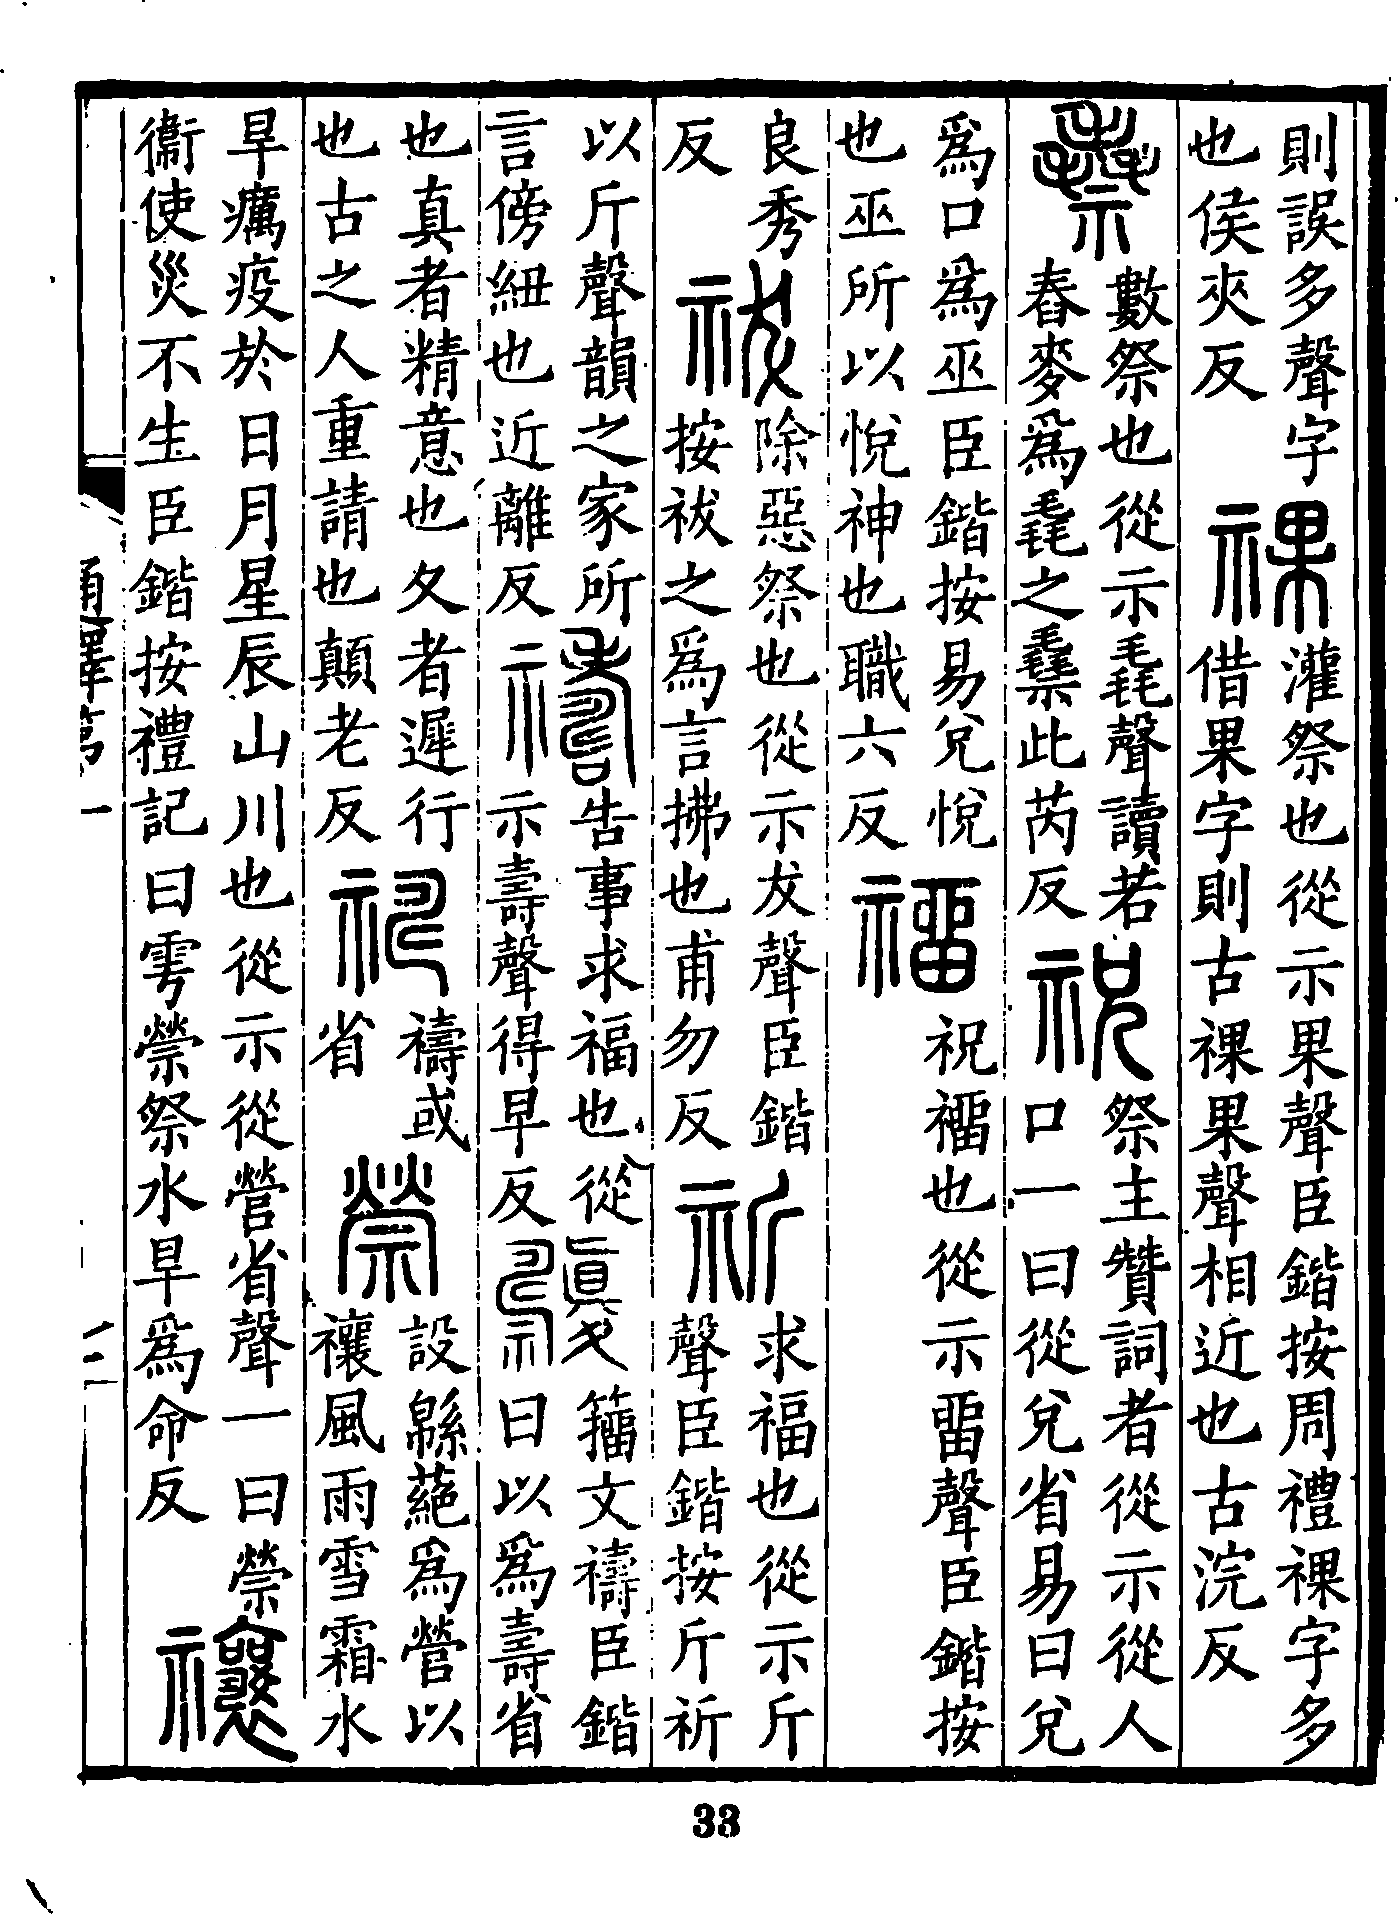 則誤多聲字
也侯夾反
祼
灌祭也從示果聲臣鍇按周禮祼字多
借果字則古祼果聲相近也古浣反
𥜌
數祭也從示毳聲讀若
舂麥爲毳之𥜌此芮反
祝
祭主贊詞者從示從人
口一曰從兌省易曰兌
爲口爲巫臣鍇按易兌悅
也巫所以悅神也職六反
𥛅
祝𥛅也從示畱聲臣鍇按
良秀
反
祓
除惡祭也從示犮聲臣鍇
按祓之爲言拂也甫勿反
祈
求福也從示斤
聲臣鍇按斤祈
以斤聲韻之家所
言傍紐也近離反
禱
告事求福也從
示壽聲得早反
籒文禱臣鍇
曰以爲壽省
也真者精意也夂者遲行
也古之人重請也顛老反
禱或
省
禜
設緜蕝爲營以
禳風雨雪霜水
旱癘疫於日月星辰山川也從示從營省聲一曰禜
衞使災不生臣鍇按禮記曰雩禜祭水旱爲命反
禳
通釋第一
33